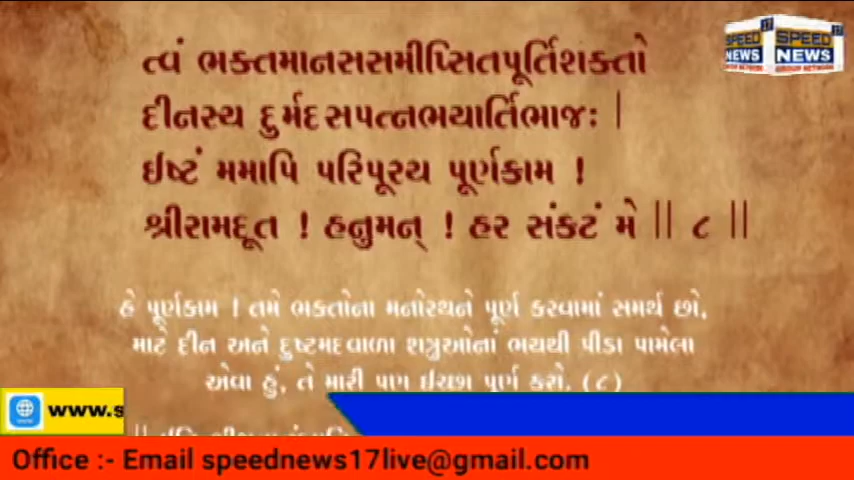 SPEED NEWS
SPEED NEWS
ત્વં ભક્તમાનસસમીપ્સિતપૂર્તિશક્તો
દીનસ્ય દુર્મદસપત્નભયાર્તિભાજઃ |
ઈષ્ટં મમાપિ પરિપૂરય પૂર્ણકામ !
શ્રીરામદૂત ! હનુમન્ ! હર સંકટં મે || ૮ ||
હે પૂર્ણકામ ! તમે ભક્તોના મનોરથને પૂર્ણ કરવામાં સમર્થ છો,
માટે દીન અને દુષ્ટમદવાળા શત્રુઓનાં ભયથી પીડા પામેલા
એવા હું, તે મારી પણ ઈચ્છા પૂર્ણ કરો. (૮)
www.s
Office :- Email speednews17live@gmail.com